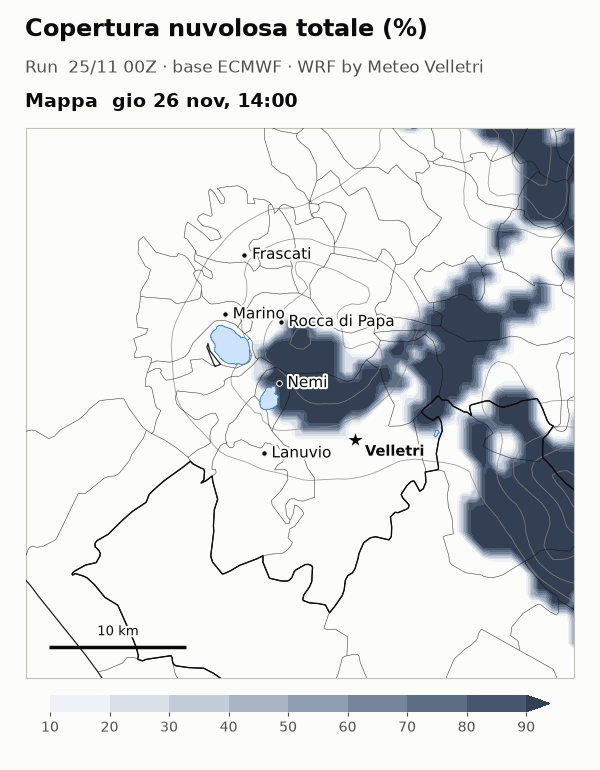 Copertura nuvolosa totale (%)
Run  25/11 00Z · base ECMWF · WRF by Meteo Velletri
Mappa  gio 26 nov, 14:00
Frascati
Marino
Rocca di Papa
Nemi
Velletri
Lanuvio
10 km
10 20 30 40 50 60 70 80 90